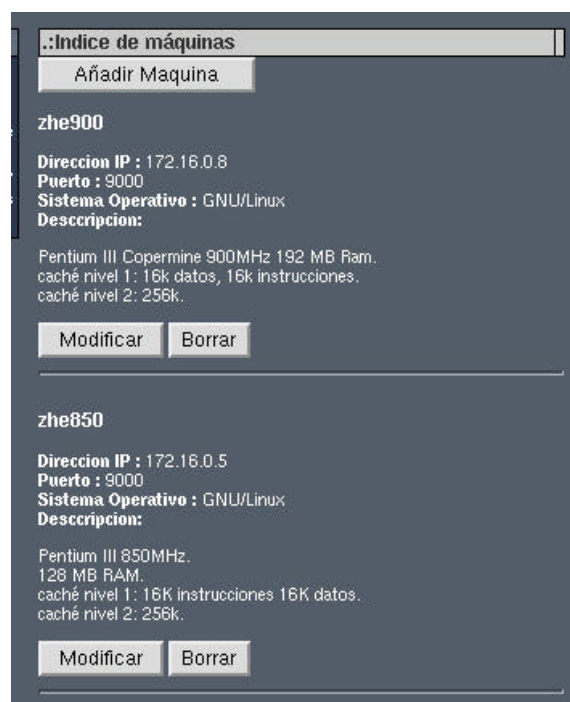 .:Indice de máquinas
Añadir Maquina
zhe900
Direccion IP : 172.16.0.8
Puerto : 9000
Sistema Operativo : GNU/Linux
Desccripcion:
Pentium III Copermine 900MHz 192 MB Ram.
caché nivel 1: 16k datos, 16k instrucciones.
caché nivel 2: 256k.
Modificar Borrar
zhe850
Direccion IP : 172.16.0.5
Puerto : 9000
Sistema Operativo : GNU/Linux
Desccripcion:
Pentium III 850MHz.
128 MB RAM.
caché nivel 1: 16K instrucciones 16K datos.
caché nivel 2: 256k.
Modificar Borrar